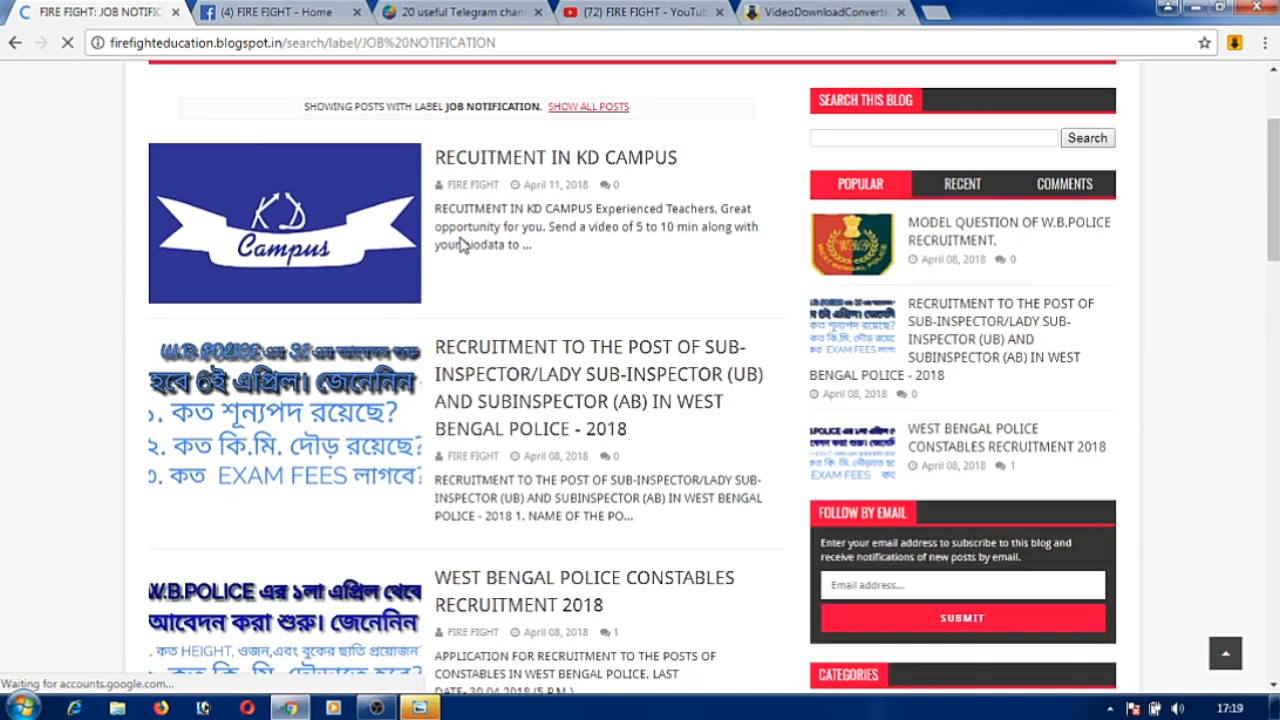 FIRE FIGHT: JOB NOTIFIC
(4) FIRE FIGHT - Home
20 useful Telegram chan
(72) FIRE FIGHT - YouTu
VideoDownloadConverte
firefighteducation.blogspot.in/search/label/JOB%20NOTIFICATION
SHOWING POSTS WITH LABEL JOB NOTIFICATION. SHOW ALL POSTS
KD
Campus
RECUITMENT IN KD CAMPUS
FIRE FIGHT April 11, 2018 0
RECUITMENT IN KD CAMPUS Experienced Teachers, Great
opportunity for you. Send a video of 5 to 10 min along with
your biodata to ...
হবে 6ই এপ্রিল। জেনেনিন
১. কত শূন্যপদ রয়েছে?
২. কত কি.মি. দৌড় রয়েছে?
৩. কত EXAM FEES লাগবে?
RECRUITMENT TO THE POST OF SUB-
INSPECTOR/LADY SUB-INSPECTOR (UB)
AND SUBINSPECTOR (AB) IN WEST
BENGAL POLICE - 2018
FIRE FIGHT April 08, 2018 0
RECRUITMENT TO THE POST OF SUB-INSPECTOR/LADY SUB-
INSPECTOR (UB) AND SUBINSPECTOR (AB) IN WEST BENGAL
POLICE - 2018 1. NAME OF THE PO...
W.B.POLICE এর ১লা এপ্রিল থেকে
আবেদন করা শুরু। জেনেনিন
. কত HEIGHT, ওজন,এবং বুকের ছাতি প্রয়োজন
WEST BENGAL POLICE CONSTABLES
RECRUITMENT 2018
FIRE FIGHT April 08, 2018 1
APPLICATION FOR RECRUITMENT TO THE POSTS OF
CONSTABLES IN WEST BENGAL POLICE. LAST
DATE- 30.04.2018 (5 P.M.)
SEARCH THIS BLOG
Search
POPULAR RECENT COMMENTS
WEST BENGAL POLICE
MODEL QUESTION OF W.B.POLICE
RECRUITMENT.
April 08, 2018 0
RECRUITMENT TO THE POST OF
SUB-INSPECTOR/LADY SUB-
INSPECTOR (UB) AND
SUBINSPECTOR (AB) IN WEST
BENGAL POLICE - 2018
April 08, 2018 0
WEST BENGAL POLICE
CONSTABLES RECRUITMENT 2018
April 08, 2018 1
FOLLOW BY EMAIL
Enter your email address to subscribe to this blog and
receive notifications of new posts by email.
Email address...
SUBMIT
CATEGORIES
Waiting for accounts.google.com...
17:19